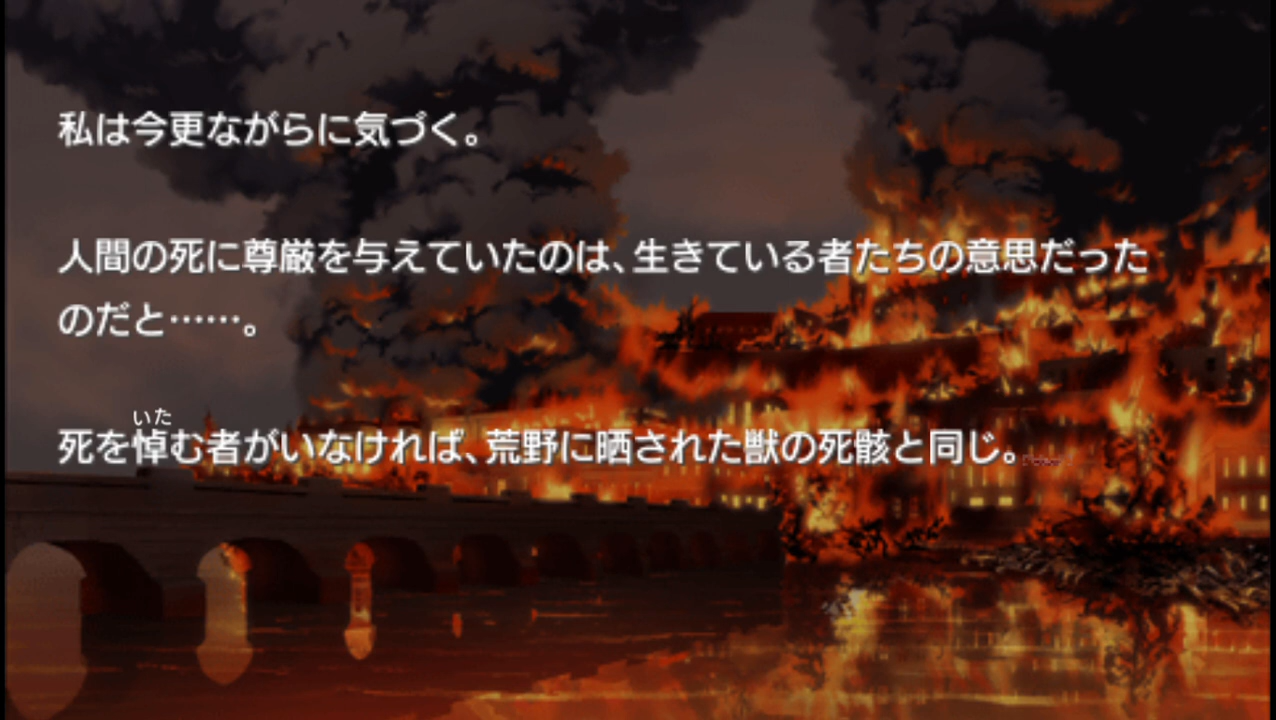 私は今更ながらに気づく。
人間の死に尊厳を与えていたのは、生きている者たちの意思だった
のだと……。
いた
死を悼む者がいなければ、荒野に晒された獣の死骸と同じ。